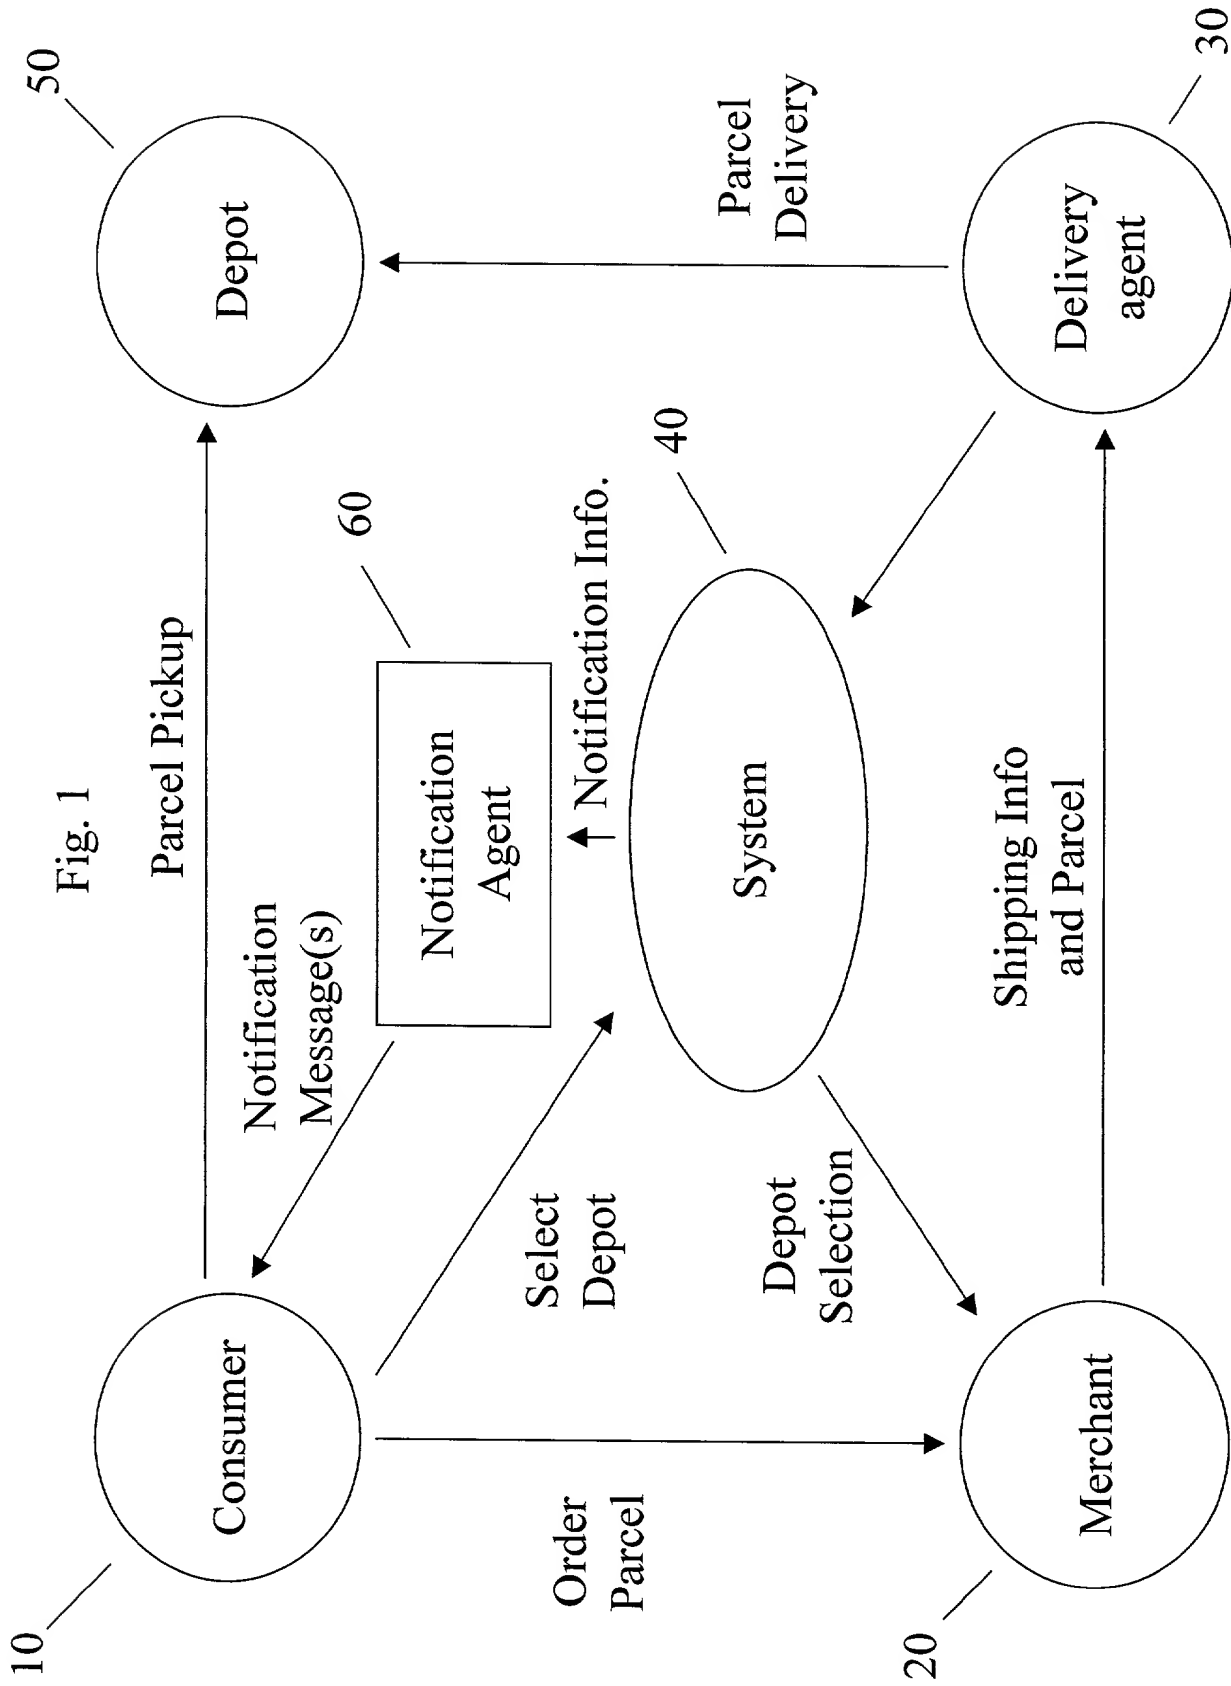 Fig. 1
10
Consumer
Parcel Pickup
Depot
50
Notification
Message(s)
60
Notification
Agent
Notification Info.
Select
Depot
40
System
Order
Parcel
Depot
Selection
Parcel
Delivery
20
Merchant
Shipping Info
and Parcel
Delivery
agent
30